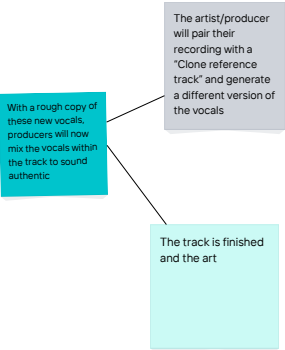 The artist/producer
will pair their
recording with a
“Clone reference
track” and generate
a different version of
the vocals
With a rough copy of
these new vocals,
producers will now
mix the vocals within
the track to sound
authentic
The track is finished
and the art